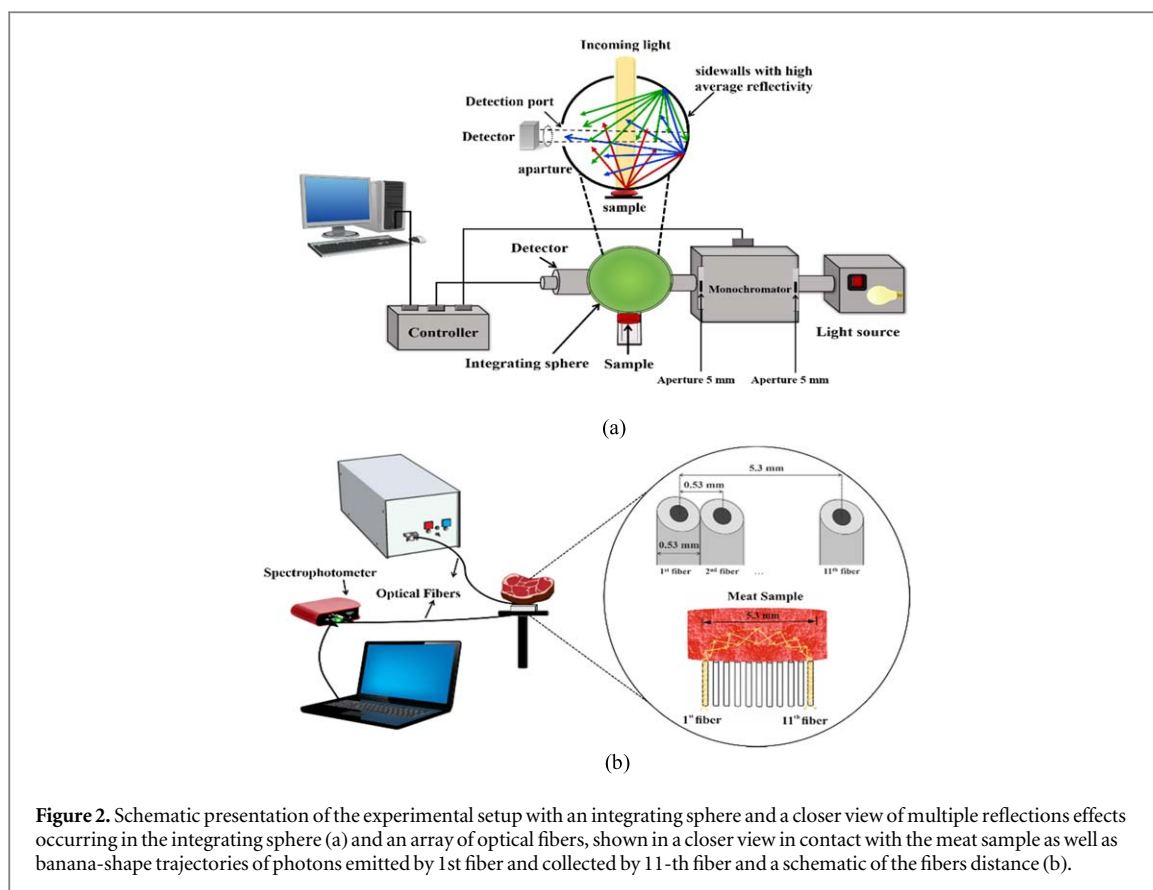 Incoming light
sidewalls with high
average reflectivity
Detection port
Detector
aparture
sample
Detector
Monochromator
Controller
Light source
Integrating sphere
Sample
Aperture 5 mm
Aperture 5 mm
(a)
5.3 mm
0.53 mm
0.53 mm
1st fiber
2nd fiber
...
11th fiber
Spectrophotometer
Optical Fibers
Meat Sample
5.3 mm
1st fiber
11th fiber
(b)
Figure 2. Schematic presentation of the experimental setup with an integrating sphere and a closer view of multiple reflections effects
occurring in the integrating sphere (a) and an array of optical fibers, shown in a closer view in contact with the meat sample as well as
banana-shape trajectories of photons emitted by 1st fiber and collected by 11-th fiber and a schematic of the fibers distance (b).